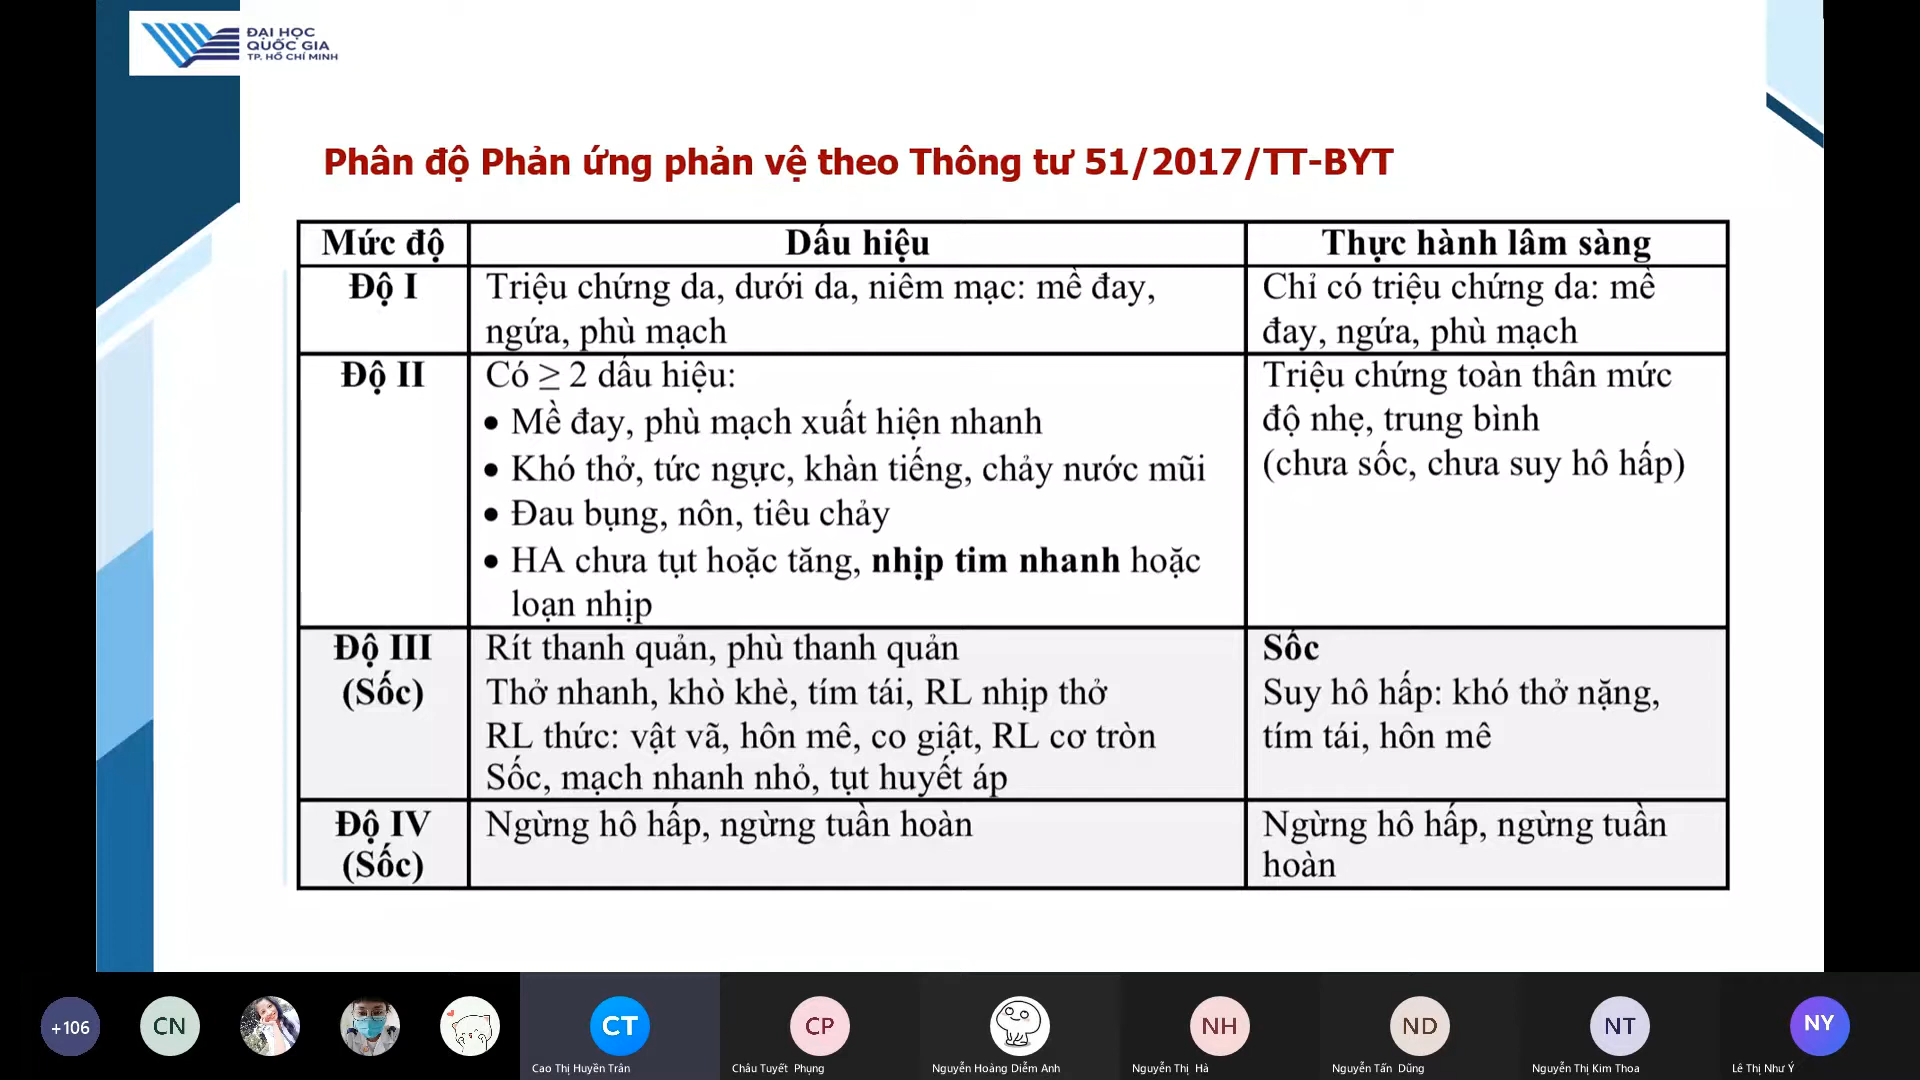 ĐẠI HỌC
QUỐC GIA
TP. HỒ CHÍ MINH
Phân độ Phản ứng phản vệ theo Thông tư 51/2017/TT-BYT
Mức độ
Dấu hiệu
Thực hành lâm sàng
Độ I
Triệu chứng da, dưới da, niêm mạc: mề đay,
ngứa, phù mạch
Chỉ có triệu chứng da: mề
đay, ngứa, phù mạch
Độ II
Có ≥ 2 dấu hiệu:
• Mề đay, phù mạch xuất hiện nhanh
• Khó thở, tức ngực, khàn tiếng, chảy nước mũi
• Đau bụng, nôn, tiêu chảy
• HA chưa tụt hoặc tăng, nhịp tim nhanh hoặc
loạn nhịp
Triệu chứng toàn thân mức
độ nhẹ, trung bình
(chưa sốc, chưa suy hô hấp)
Độ III
(Sốc)
Rít thanh quản, phù thanh quản
Thở nhanh, khò khè, tím tái, RL nhịp thở
RL thức: vật vã, hôn mê, co giật, RL cơ tròn
Sốc, mạch nhanh nhỏ, tụt huyết áp
Sốc
Suy hô hấp: khó thở nặng,
tím tái, hôn mê
Độ IV
(Sốc)
Ngừng hô hấp, ngừng tuần hoàn
Ngừng hô hấp, ngừng tuần
hoàn
+106
CN
CT
CP
NH
ND
NT
NY
Cao Thị Huyền Trân
Châu Tuyết Phụng
Nguyễn Hoàng Diễm Anh
Nguyễn Thị Hà
Nguyễn Tấn Dũng
Nguyễn Thị Kim Thoa
Lê Thị Như Ý